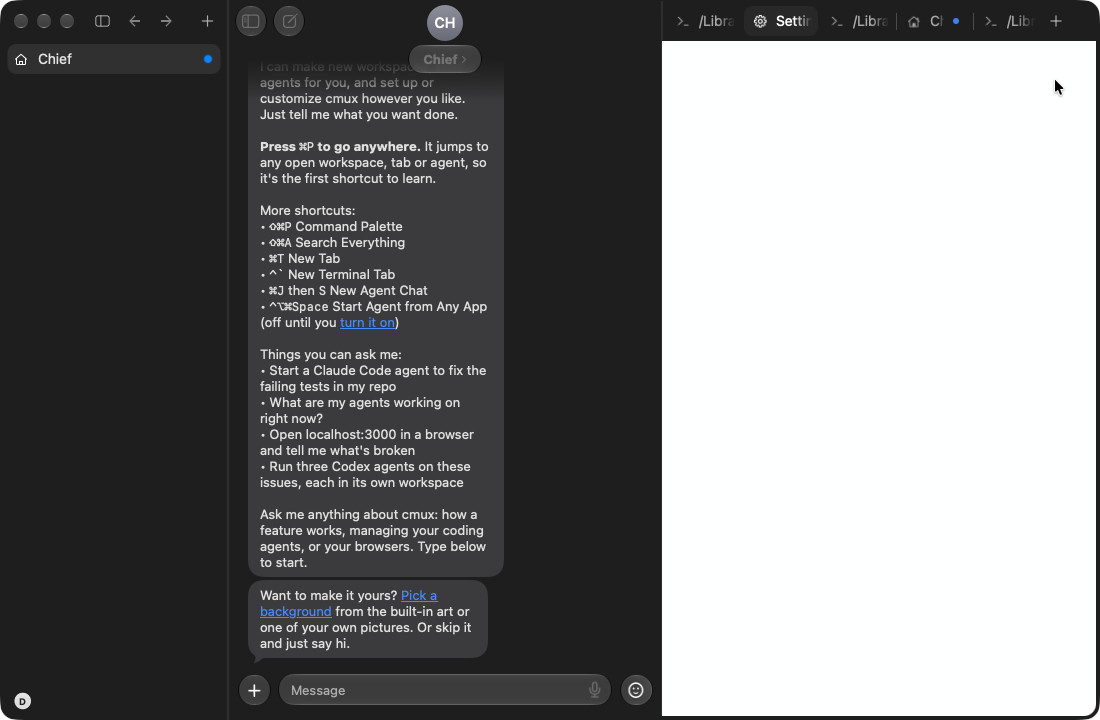 /Libra
Settir
/Libra
Ch
/Lib
CH
Chief
Chief
I can make new workspac
agents for you, and set up or
customize cmux however you like.
Just tell me what you want done.
Press ⌘P to go anywhere. It jumps to
any open workspace, tab or agent, so
it's the first shortcut to learn.
More shortcuts:
• ⇧⌘P Command Palette
• ⇧⌘A Search Everything
• ⌘T New Tab
• ^` New Terminal Tab
• ⌘J then S New Agent Chat
• ^⌥⌘Space Start Agent from Any App
(off until you turn it on)
Things you can ask me:
• Start a Claude Code agent to fix the
failing tests in my repo
• What are my agents working on
right now?
• Open localhost:3000 in a browser
and tell me what's broken
• Run three Codex agents on these
issues, each in its own workspace
Ask me anything about cmux: how a
feature works, managing your coding
agents, or your browsers. Type below
to start.
Want to make it yours? Pick a
background from the built-in art or
one of your own pictures. Or skip it
and just say hi.
Message
D